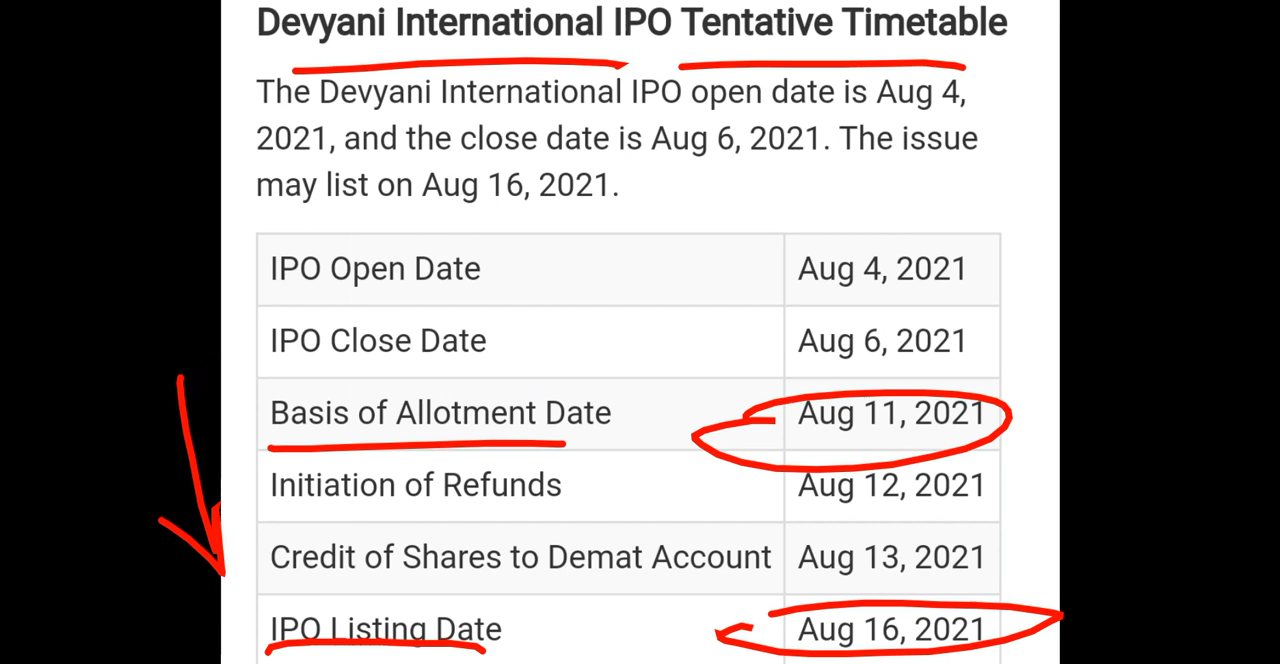 Devyani International IPO Tentative Timetable
The Devyani International IPO open date is Aug 4,
2021, and the close date is Aug 6, 2021. The issue
may list on Aug 16, 2021.
IPO Open Date Aug 4, 2021
IPO Close Date Aug 6, 2021
Basis of Allotment Date Aug 11, 2021
Initiation of Refunds Aug 12, 2021
Credit of Shares to Demat Account Aug 13, 2021
IPO Listing Date Aug 16, 2021